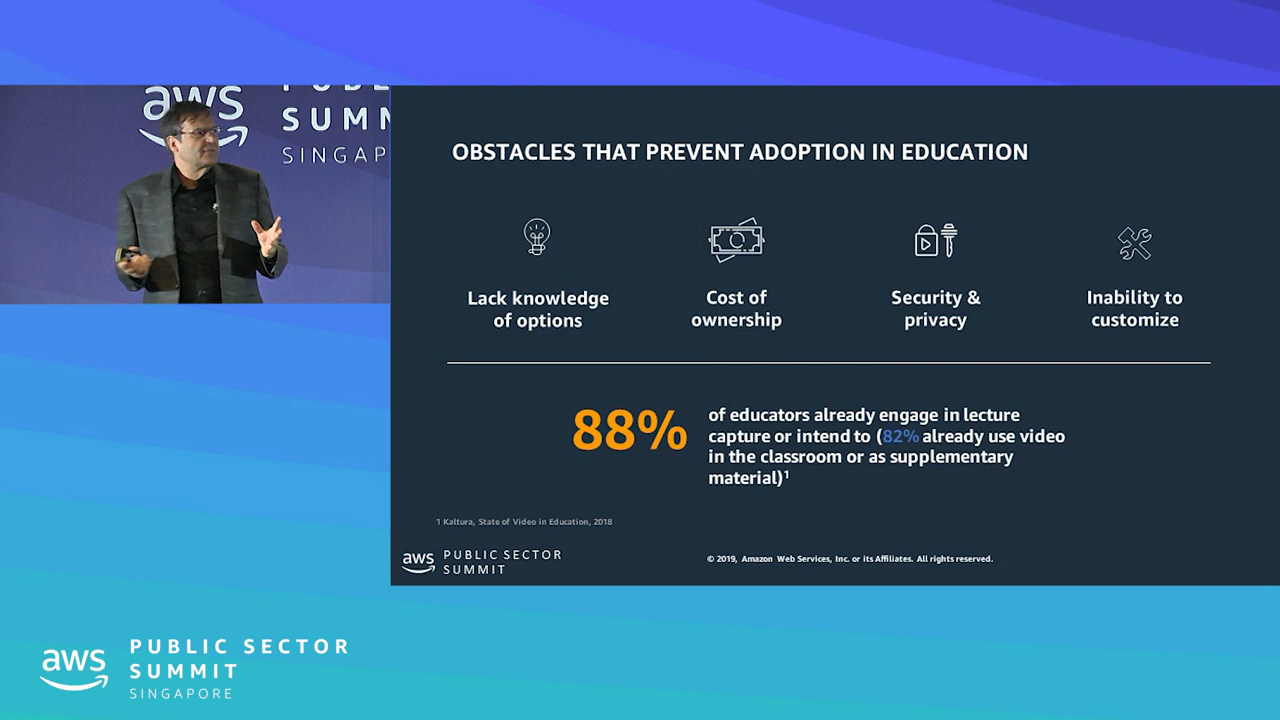 aws
SUMM
SINGAP
OBSTACLES THAT PREVENT ADOPTION IN EDUCATION
Lack knowledge
of options
Cost of
ownership
Security &
privacy
Inability to
customize
88%
of educators already engage in lecture
capture or intend to (82% already use video
in the classroom or as supplementary
material)¹
1 Kaltura, State of Video in Education, 2018
aws
PUBLIC SECTOR
SUMMIT
© 2019, Amazon Web Services, Inc. or its Affiliates. All rights reserved.
aws
PUBLIC SECTOR
SUMMIT
SINGAPORE